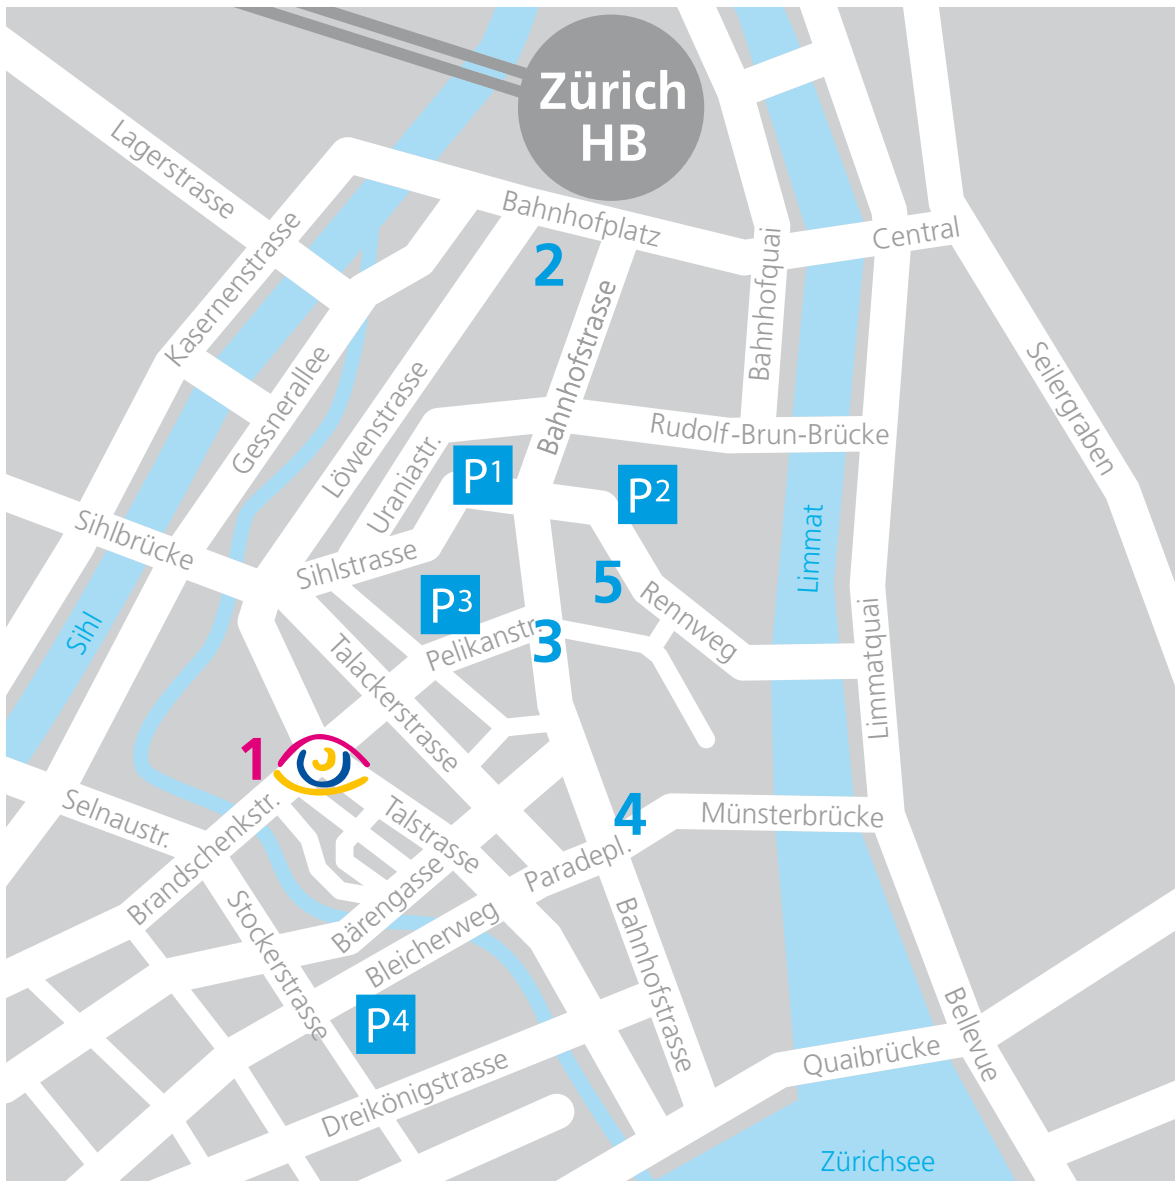 Zürich
HB
Lagerstrasse
Bahnhofplatz
Central
Kasernenstrasse
2
Bahnhofquai
Bahnhofstrasse
Gessnerallee
Löwenstrasse
Seilergraben
Rudolf-Brun-Brücke
Uraniastr.
P1
P2
Sihlbrücke
Sihlstrasse
Limmat
5
P3
Rennweg
Sihl
Pelikanstr.
3
Talackerstrasse
Limmatquai
1
Selnaustr.
Brandschenkstr.
Talstrasse
4
Münsterbrücke
Paradepl.
Bärengasse
Stockerstrasse
Bleicherweg
Bahnhofstrasse
P4
Bellevue
Quaibrücke
Dreikönigstrasse
Zürichsee